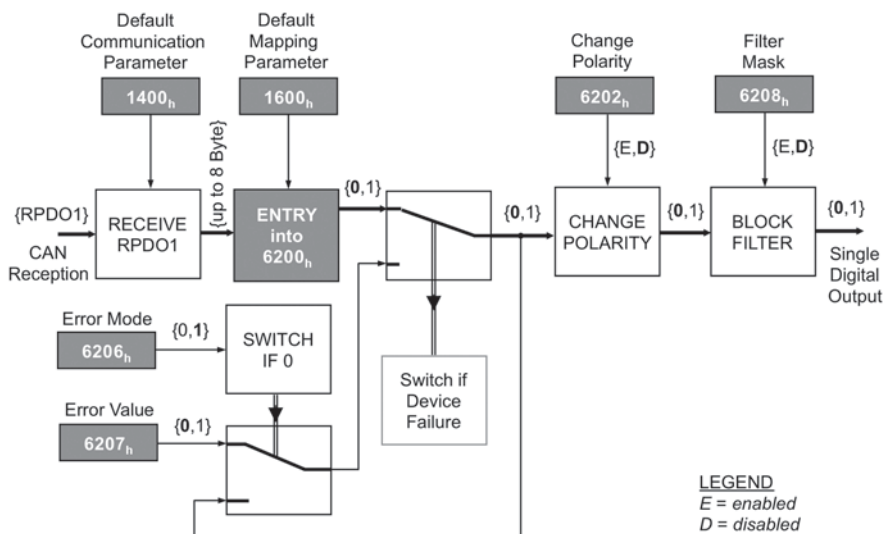 Default
Communication
Parameter
1400h
Default
Mapping
Parameter
1600h
Change
Polarity
6202h
Filter
Mask
6208h
{E,D}
{E,D}
{RPDO1}
CAN
Reception
RECEIVE
RPDO1
{up to 8 Byte}
ENTRY
into
6200h
{0,1}
{0,1}
CHANGE
POLARITY
{0,1}
BLOCK
FILTER
{0,1}
Single
Digital
Output
Error Mode
6206h
{0,1}
SWITCH
IF 0
Switch if
Device
Failure
Error Value
6207h
{0,1}
LEGEND
E = enabled
D = disabled